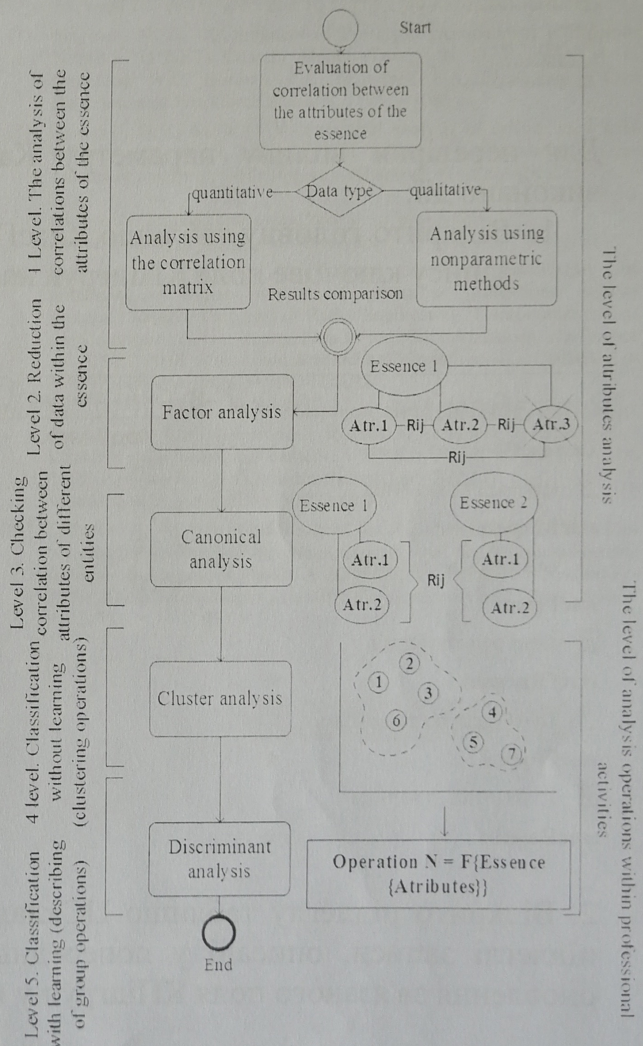 Start
Evaluation of
correlation between
the attributes of the
essence
quantitative
Data type
qualitative
Analysis using
the correlation
matrix
Analysis using
nonparametric
methods
Results comparison
Factor analysis
Essence 1
Atr.1
Rij
Atr.2
Rij
Atr.3
Rij
Canonical
analysis
Essence 1
Atr.1
Atr.2
Rij
Essence 2
Atr.1
Atr.2
Cluster analysis
1
2
3
6
4
5
7
Discriminant
analysis
Operation N = F{Essence
{Atributes}}
End
1 Level. The analysis of
correlations between the
attributes of the essence
Level 2. Reduction
of data within the
essence
Level 3. Checking
correlation between
attributes of different
entities
4 level. Classification
without learning
(clustering operations)
Level 5. Classification
with learning (describing
of group operations)
The level of attributes analysis
The level of analysis operations within professional
activities